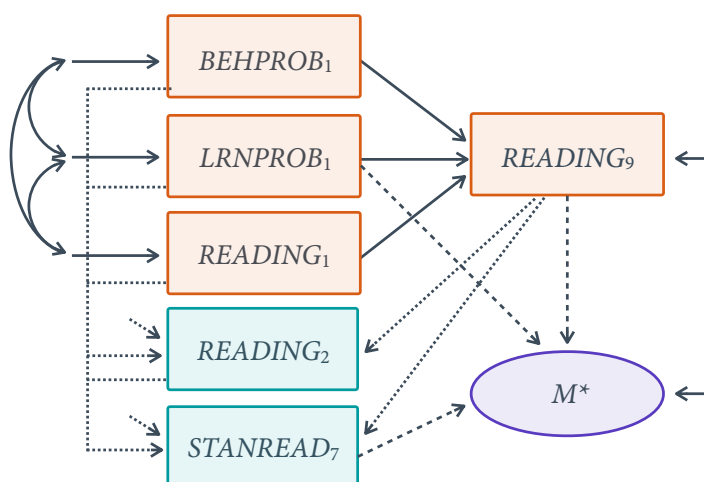 BEHPROB₁
LRNPROB₁
READING₉
READING₁
READING₂
M*
STANREAD₇